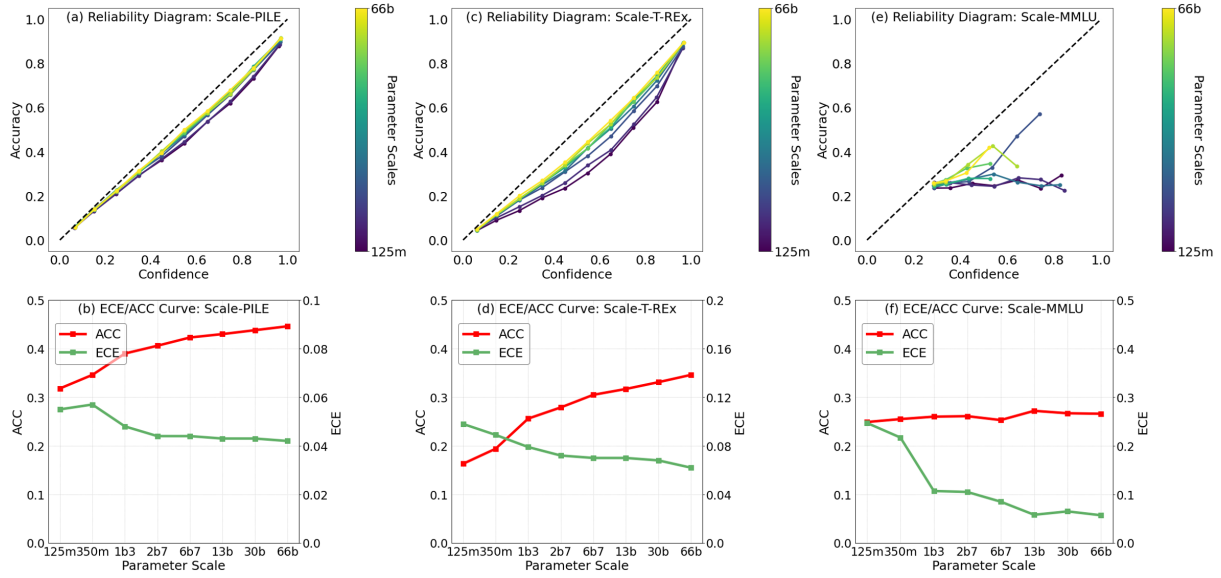 (a) Reliability Diagram: Scale-PILE
1.0
0.8
0.6
0.4
0.2
0.0
Accuracy
0.0 0.2 0.4 0.6 0.8 1.0
Confidence
66b
Parameter Scales
125m
(c) Reliability Diagram: Scale-T-REx
1.0
0.8
0.6
0.4
0.2
0.0
Accuracy
0.0 0.2 0.4 0.6 0.8 1.0
Confidence
66b
Parameter Scales
125m
(e) Reliability Diagram: Scale-MMLU
1.0
0.8
0.6
0.4
0.2
0.0
Accuracy
0.0 0.2 0.4 0.6 0.8 1.0
Confidence
66b
Parameter Scales
125m
(b) ECE/ACC Curve: Scale-PILE
ACC
ECE
0.5
0.4
0.3
0.2
0.1
0.0
ACC
0.1
0.08
0.06
0.04
0.02
0.0
ECE
125m 350m 1b3 2b7 6b7 13b 30b 66b
Parameter Scale
(d) ECE/ACC Curve: Scale-T-REx
ACC
ECE
0.5
0.4
0.3
0.2
0.1
0.0
ACC
0.2
0.16
0.12
0.08
0.04
0.0
ECE
125m 350m 1b3 2b7 6b7 13b 30b 66b
Parameter Scale
(f) ECE/ACC Curve: Scale-MMLU
ACC
ECE
0.5
0.4
0.3
0.2
0.1
0.0
ACC
0.5
0.4
0.3
0.2
0.1
0.0
ECE
125m 350m 1b3 2b7 6b7 13b 30b 66b
Parameter Scale